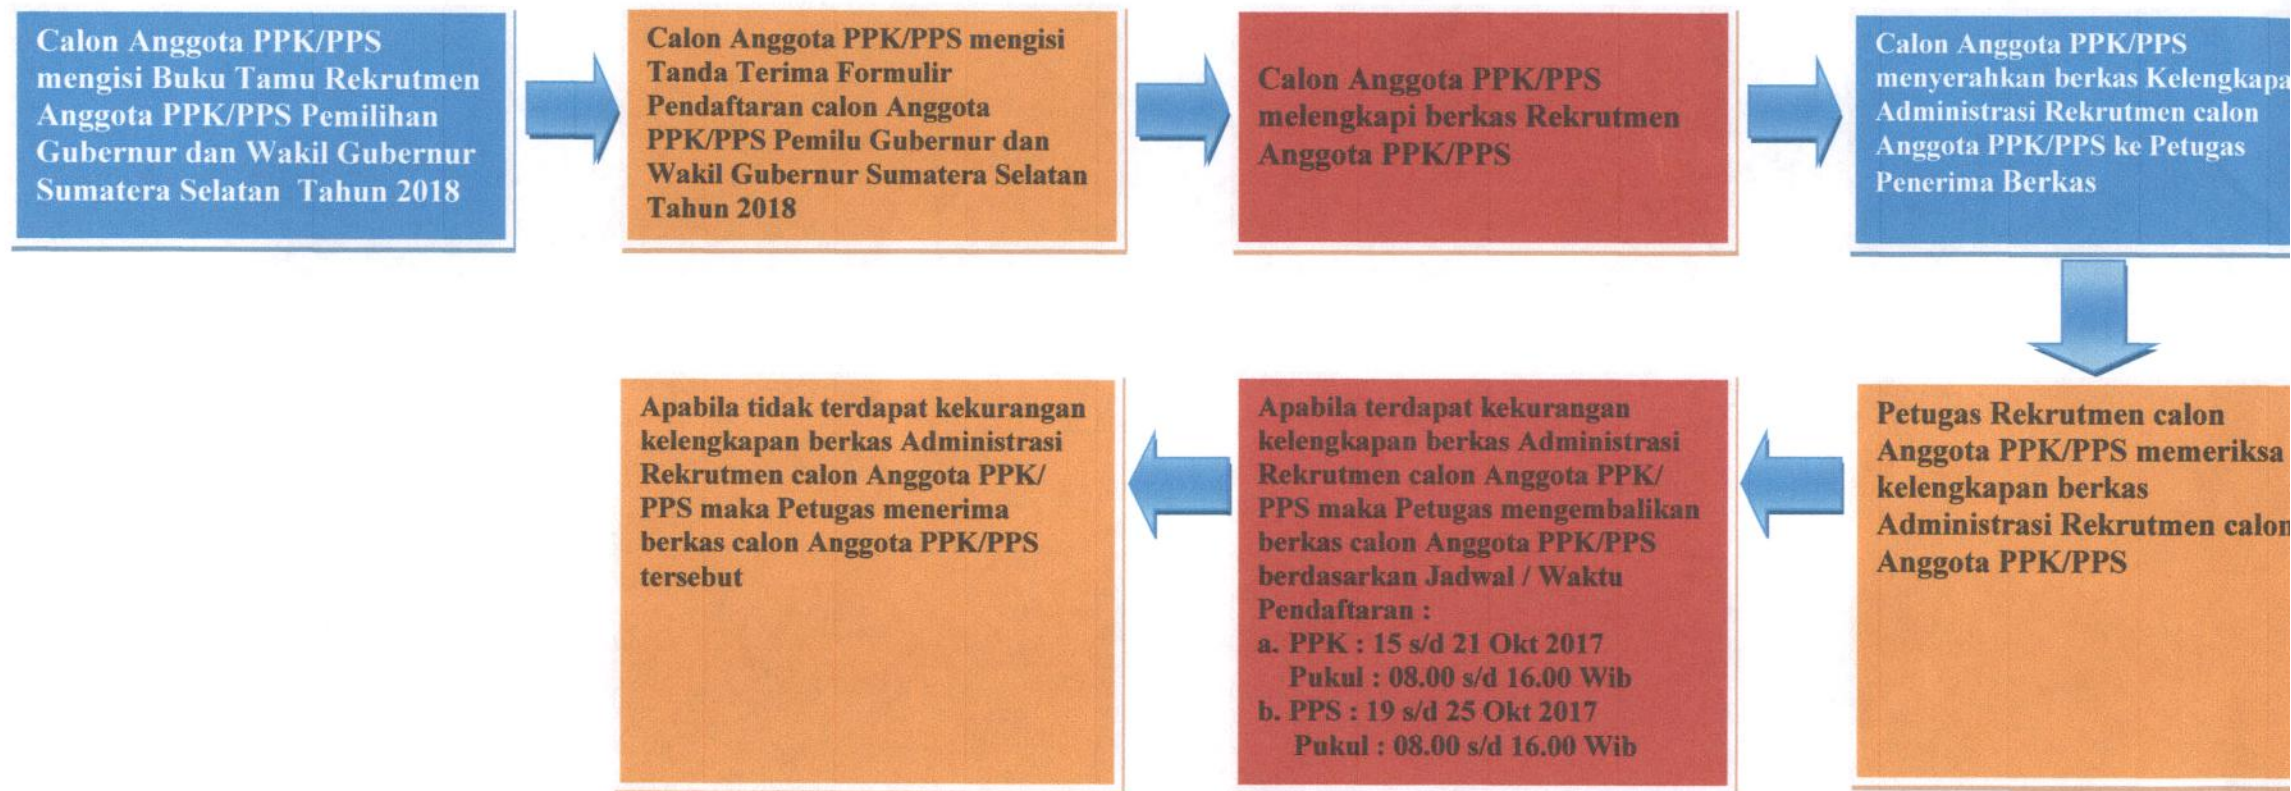 Calon Anggota PPK/PPS
mengisi Buku Tamu Rekrutmen
Anggota PPK/PPS Pemilihan
Gubernur dan Wakil Gubernur
Sumatera Selatan Tahun 2018
Calon Anggota PPK/PPS mengisi
Tanda Terima Formulir
Pendaftaran calon Anggota
PPK/PPS Pemilu Gubernur dan
Wakil Gubernur Sumatera Selatan
Tahun 2018
Calon Anggota PPK/PPS
melengkapi berkas Rekrutmen
Anggota PPK/PPS
Calon Anggota PPK/PPS
menyerahkan berkas Kelengkapa
Administrasi Rekrutmen calon
Anggota PPK/PPS ke Petugas
Penerima Berkas
Petugas Rekrutmen calon
Anggota PPK/PPS memeriksa
kelengkapan berkas
Administrasi Rekrutmen calon
Anggota PPK/PPS
Apabila terdapat kekurangan
kelengkapan berkas Administrasi
Rekrutmen calon Anggota PPK/
PPS maka Petugas mengembalikan
berkas calon Anggota PPK/PPS
berdasarkan Jadwal / Waktu
Pendaftaran :
a. PPK : 15 s/d 21 Okt 2017
Pukul : 08.00 s/d 16.00 Wib
b. PPS : 19 s/d 25 Okt 2017
Pukul : 08.00 s/d 16.00 Wib
Apabila tidak terdapat kekurangan
kelengkapan berkas Administrasi
Rekrutmen calon Anggota PPK/
PPS maka Petugas menerima
berkas calon Anggota PPK/PPS
tersebut